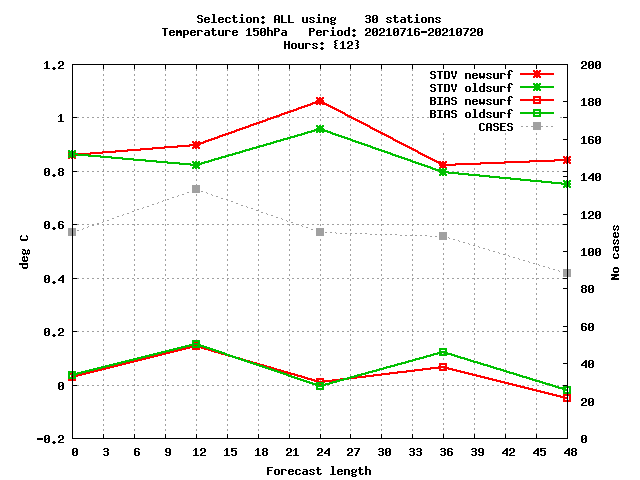 Selection: ALL using    30 stations
Temperature 150hPa   Period: 20210716-20210720
Hours: {12}
STDV newsurf
STDV oldsurf
BIAS newsurf
BIAS oldsurf
CASES
deg C
1.2
1
0.8
0.6
0.4
0.2
0
-0.2
200
180
160
140
120
100
80
60
40
20
0
No cases
0 3 6 9 12 15 18 21 24 27 30 33 36 39 42 45 48
Forecast length